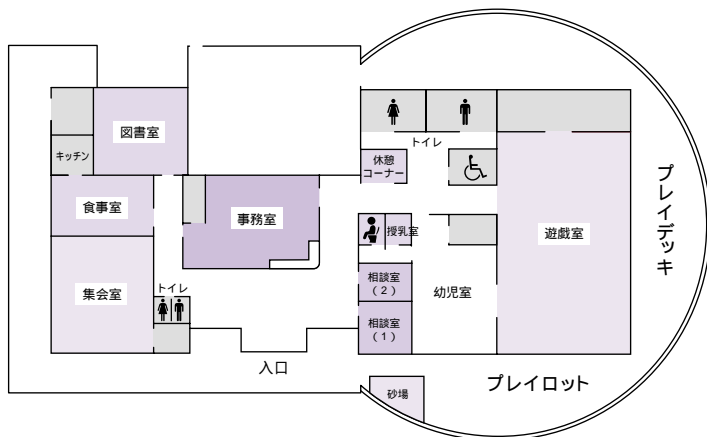 トイレ
図書室
キッチン
休憩
コーナー
プレイデッキ
食事室
事務室
授乳室
遊戯室
集会室
トイレ
相談室
(2)
幼児室
相談室
(1)
入口
砂場
プレイロット